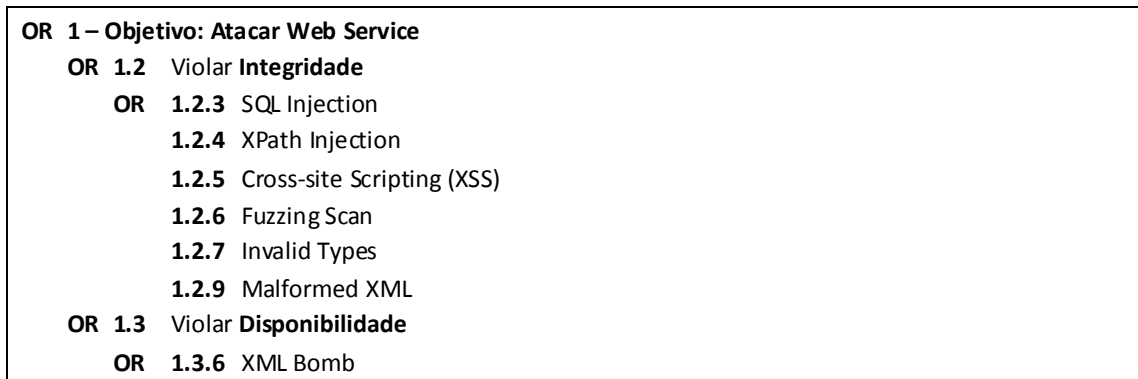 OR 1 – Objetivo: Atacar Web Service
OR 1.2 Violar Integridade
OR 1.2.3 SQL Injection
1.2.4 XPath Injection
1.2.5 Cross-site Scripting (XSS)
1.2.6 Fuzzing Scan
1.2.7 Invalid Types
1.2.9 Malformed XML
OR 1.3 Violar Disponibilidade
OR 1.3.6 XML Bomb